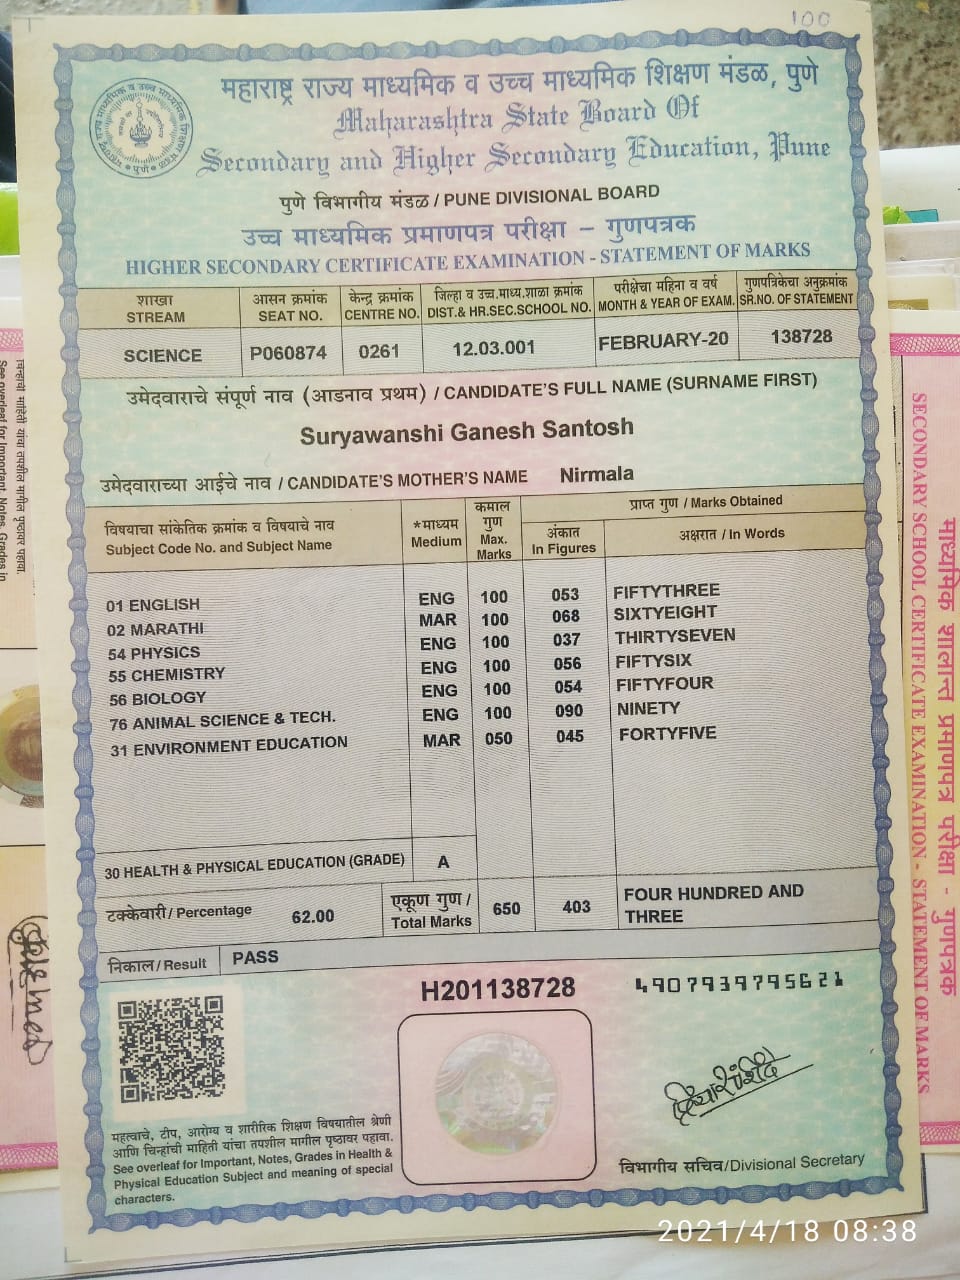 100
महाराष्ट्र राज्य माध्यमिक व उच्च माध्यमिक शिक्षण मंडळ, पुणे
Maharashtra State Board Of
Secondary and Higher Secondary Education, Pune
पुणे विभागीय मंडळ / PUNE DIVISIONAL BOARD
उच्च माध्यमिक प्रमाणपत्र परीक्षा – गुणपत्रक
HIGHER SECONDARY CERTIFICATE EXAMINATION - STATEMENT OF MARKS
शाखा आसन क्रमांक केन्द्र क्रमांक जिल्हा व उच्च.माध्य.शाळा क्रमांक परीक्षेचा महिना व वर्ष गुणपत्रिकेचा अनुक्रमांक
STREAM SEAT NO. CENTRE NO. DIST.& HR.SEC.SCHOOL NO. MONTH & YEAR OF EXAM. SR.NO. OF STATEMENT
SCIENCE P060874 0261 12.03.001 FEBRUARY-20 138728
उमेदवाराचे संपूर्ण नाव (आडनाव प्रथम) / CANDIDATE'S FULL NAME (SURNAME FIRST)
Suryawanshi Ganesh Santosh
उमेदवाराच्या आईचे नाव / CANDIDATE'S MOTHER'S NAME Nirmala
विषयाचा सांकेतिक क्रमांक व विषयाचे नाव
Subject Code No. and Subject Name
*माध्यम
Medium
कमाल
गुण
Max.
Marks
प्राप्त गुण / Marks Obtained
अंकात
In Figures
अक्षरात / In Words
01 ENGLISH ENG 100 053 FIFTYTHREE
02 MARATHI MAR 100 068 SIXTYEIGHT
54 PHYSICS ENG 100 037 THIRTYSEVEN
55 CHEMISTRY ENG 100 056 FIFTYSIX
56 BIOLOGY ENG 100 054 FIFTYFOUR
76 ANIMAL SCIENCE & TECH. ENG 100 090 NINETY
31 ENVIRONMENT EDUCATION MAR 050 045 FORTYFIVE
30 HEALTH & PHYSICAL EDUCATION (GRADE) A
टक्केवारी/ Percentage 62.00
एकूण गुण /
Total Marks 650 403
FOUR HUNDRED AND
THREE
निकाल/ Result PASS
H201138728
4907939795621
महत्वाचे, टीप, आरोग्य व शारीरिक शिक्षण विषयातील श्रेणी
आणि चिन्हांची माहिती यांचा तपशील मागील पृष्ठावर पहावा.
See overleaf for Important, Notes, Grades in Health &
Physical Education Subject and meaning of special
characters.
विभागीय सचिव/Divisional Secretary
माध्यमिक शालान्त प्रमाणपत्र परीक्षा - गुणपत्रक
SECONDARY SCHOOL CERTIFICATE EXAMINATION - STATEMENT OF MARKS
चिन्हांची माहिती यांचा तपशील मागील पृष्ठावर पहावा.
See overleaf for Important, Notes, Grades in
2021/4/18 08:38